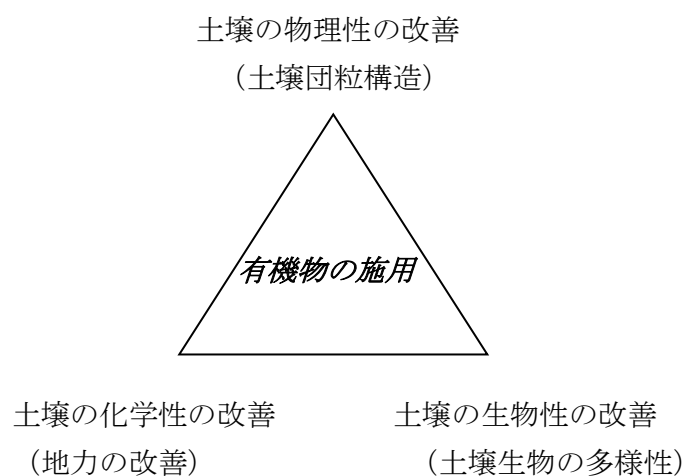 土壌の物理性の改善
（土壌団粒構造）
有機物の施用
土壌の化学性の改善
（地力の改善）
土壌の生物性の改善
（土壌生物の多様性）